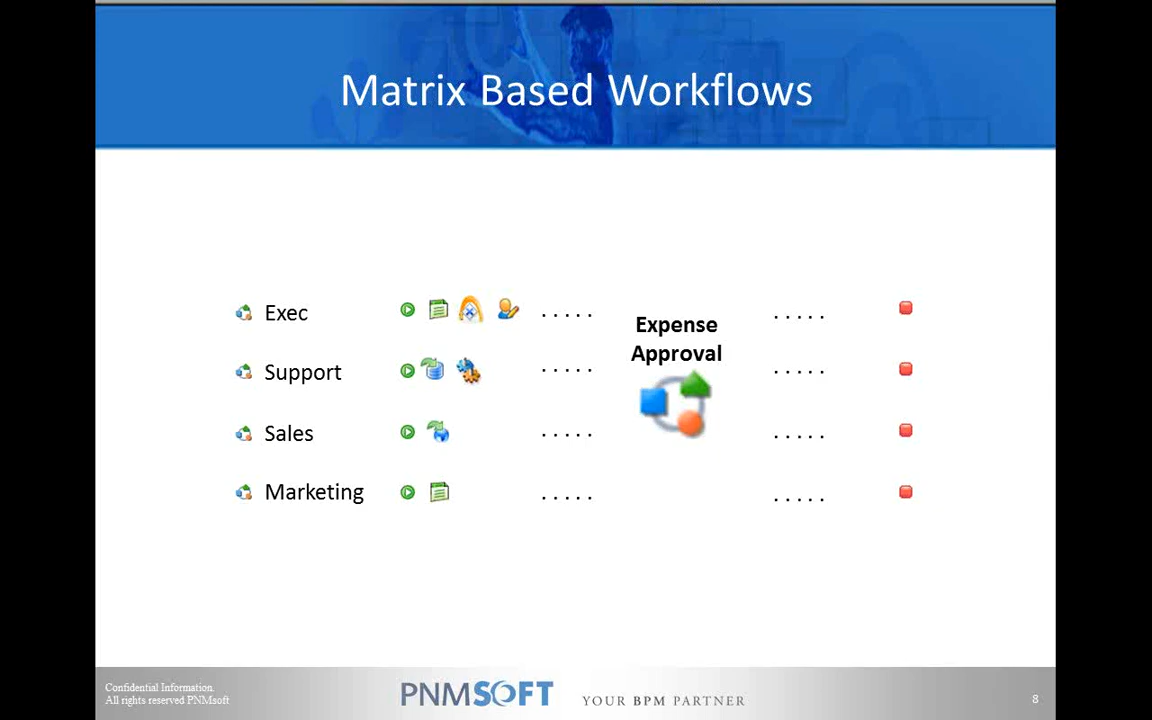 Matrix Based Workflows
Exec
. . . . .
Expense
Approval
. . . . .
Support
. . . . .
. . . . .
Sales
. . . . .
. . . . .
Marketing
. . . . .
. . . . .
Confidential Information.
All rights reserved PNMsoft
PNMSOFT
YOUR BPM PARTNER
8